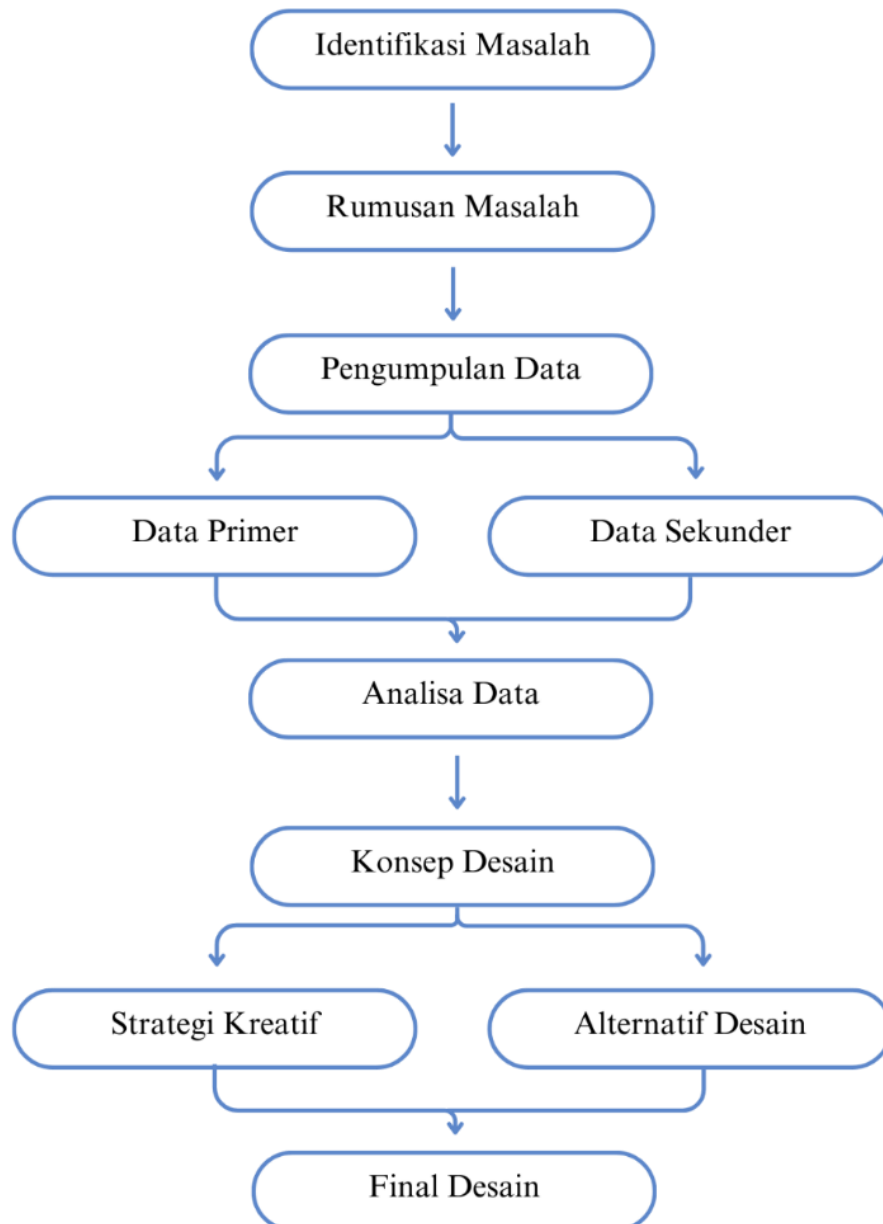 Identifikasi Masalah
Rumusan Masalah
Pengumpulan Data
Data Primer
Data Sekunder
Analisa Data
Konsep Desain
Strategi Kreatif
Alternatif Desain
Final Desain